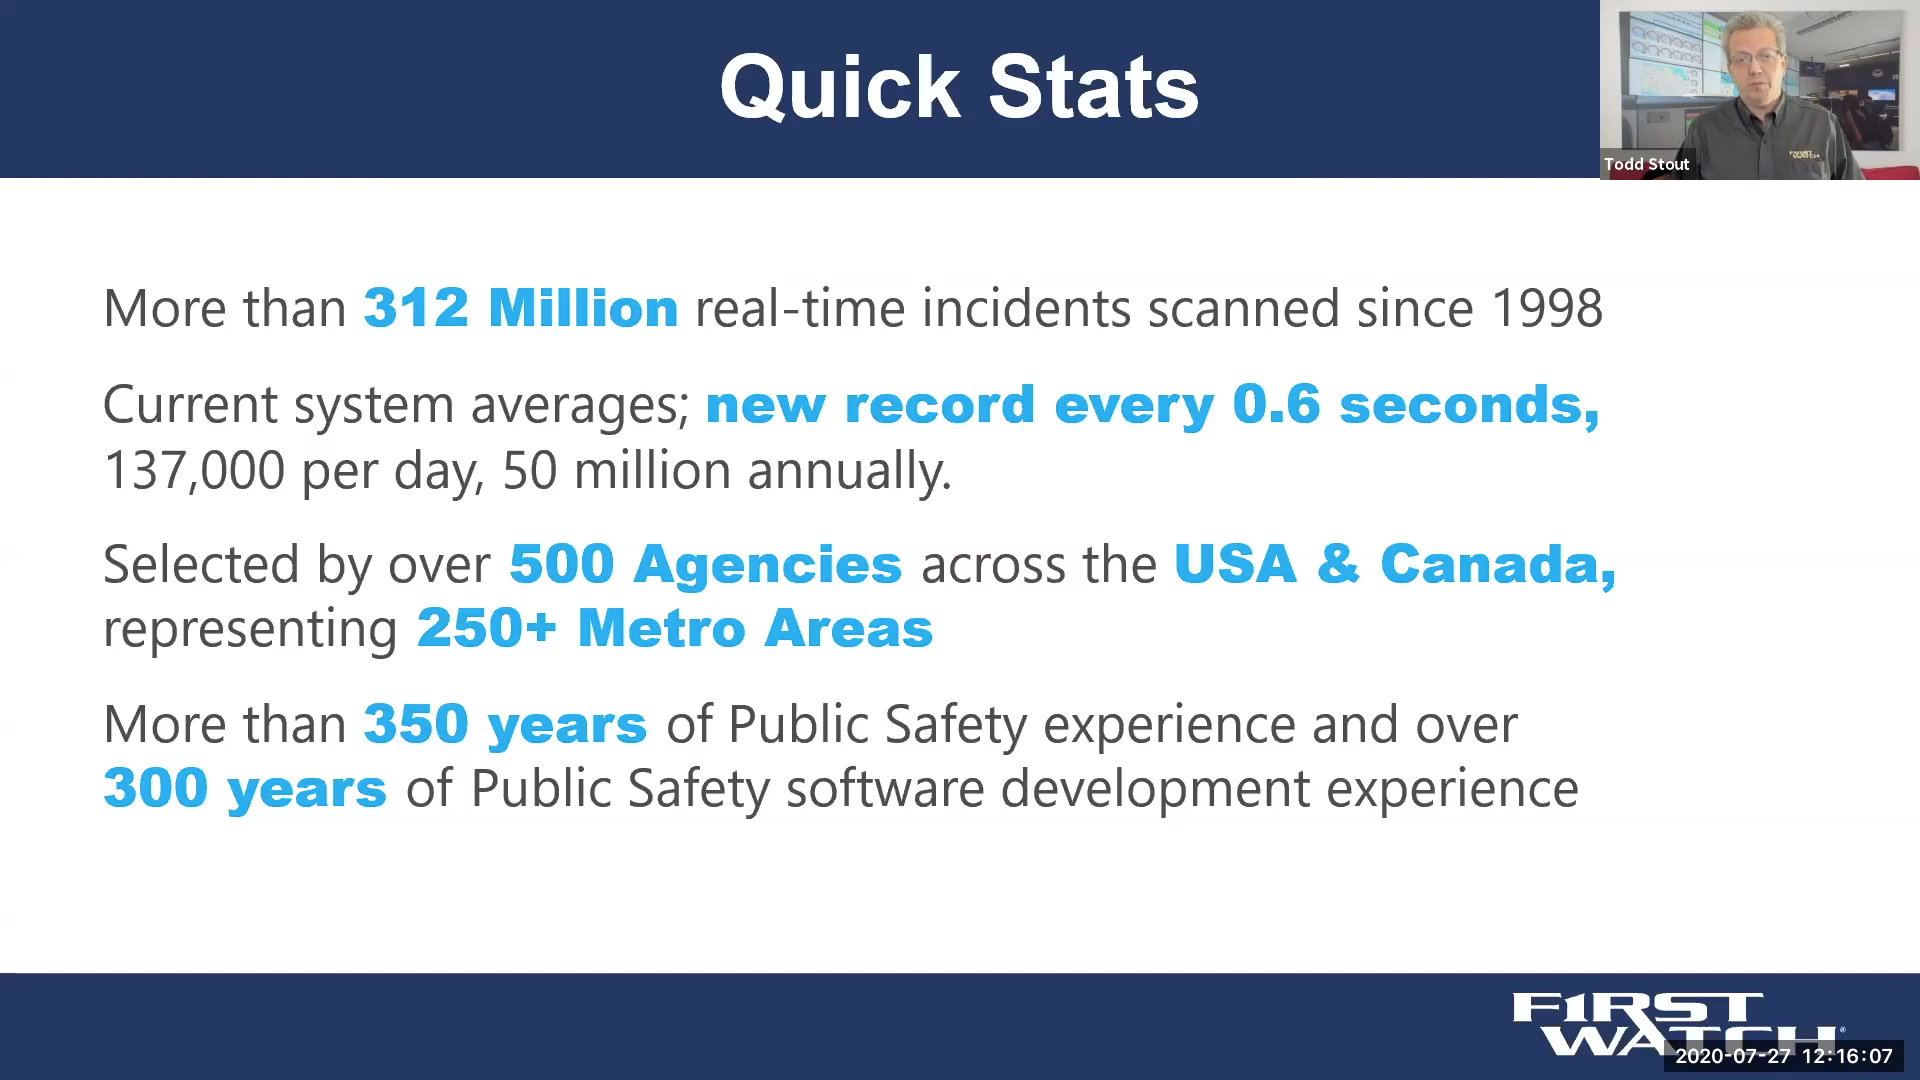 Quick Stats
Todd Stout
FIRST WATCH
More than 312 Million real-time incidents scanned since 1998
Current system averages; new record every 0.6 seconds,
137,000 per day, 50 million annually.
Selected by over 500 Agencies across the USA & Canada,
representing 250+ Metro Areas
More than 350 years of Public Safety experience and over
300 years of Public Safety software development experience
FIRST
WATCH®
2020-07-27 12:16:07